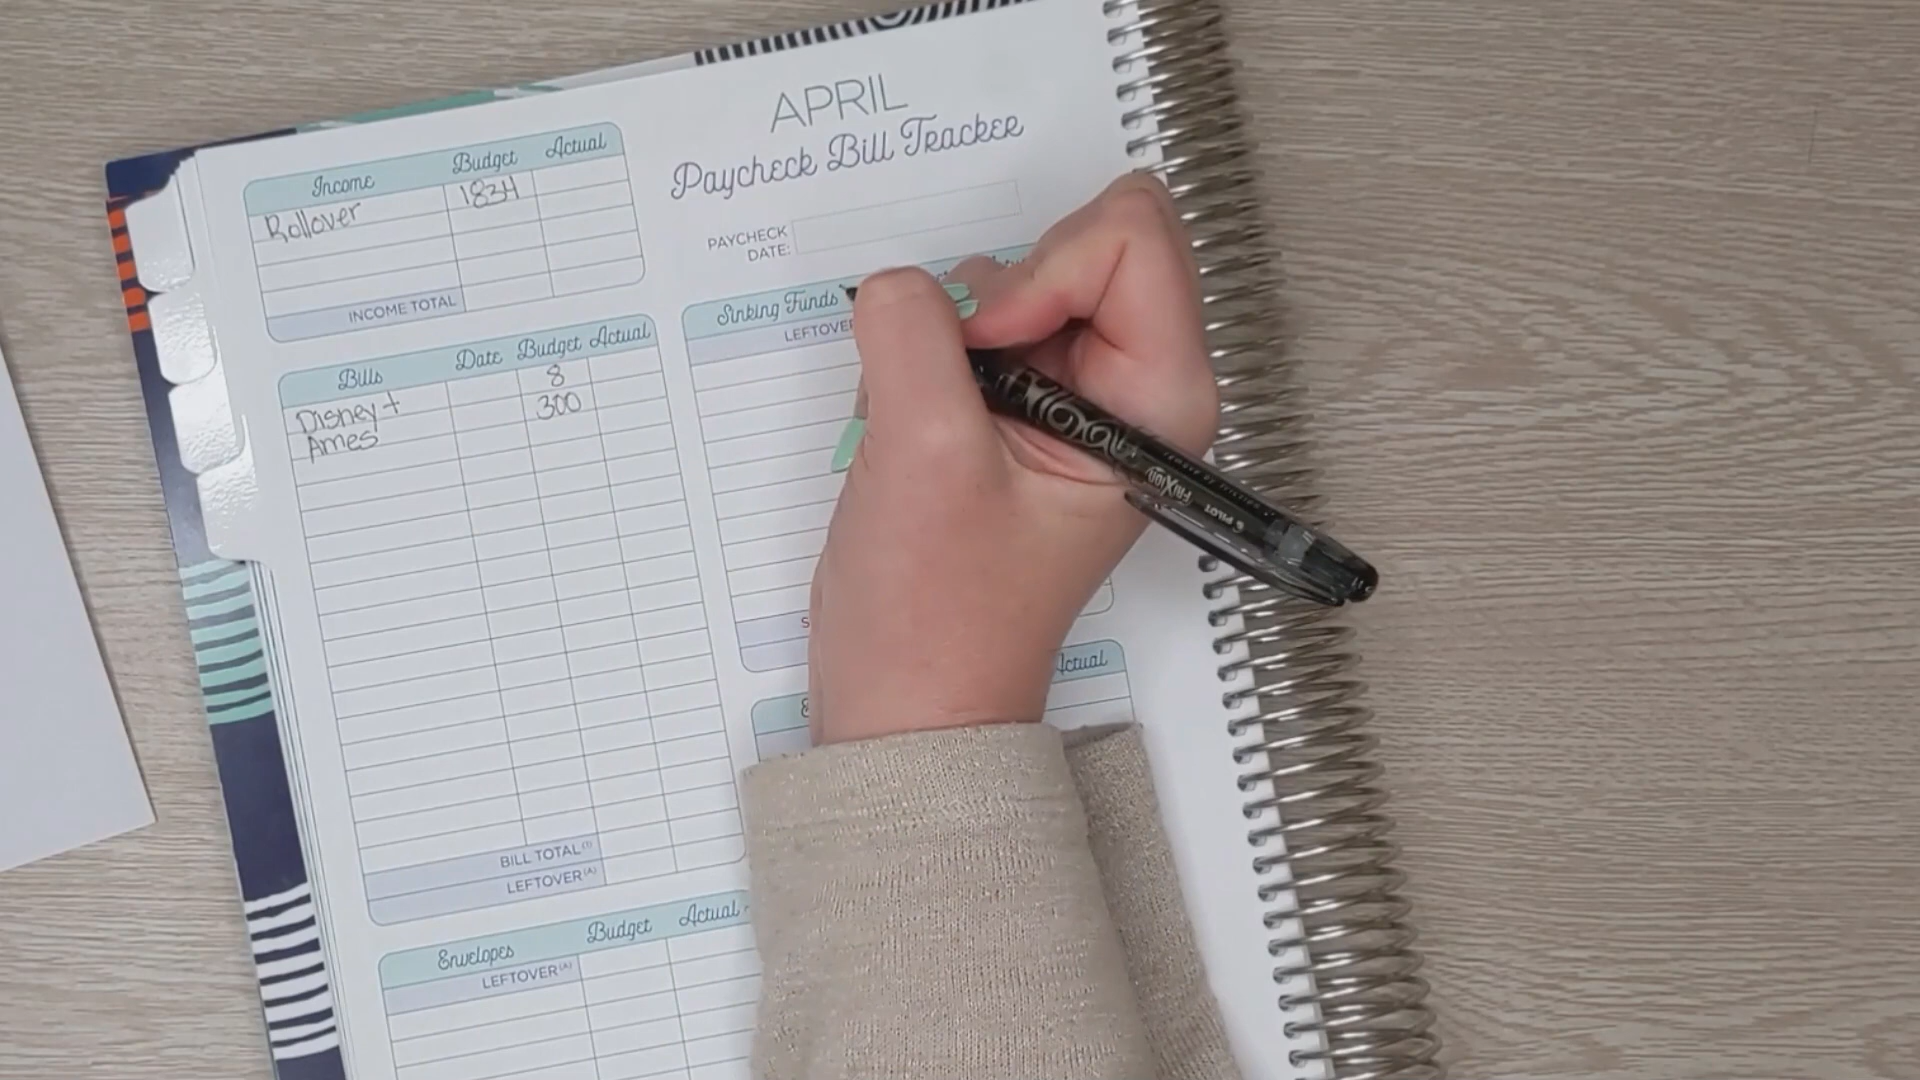 APRIL
Paycheck Bill Tracker
PAYCHECK
DATE:
Income Budget Actual
Rollover 1834
INCOME TOTAL
Bills Date Budget Actual
Disney+ 8
Ames 300
BILL TOTAL (1)
LEFTOVER (A)
Envelopes Budget Actual
LEFTOVER (A)
Sinking Funds
LEFTOVER
Actual
FRIXION
PILOT